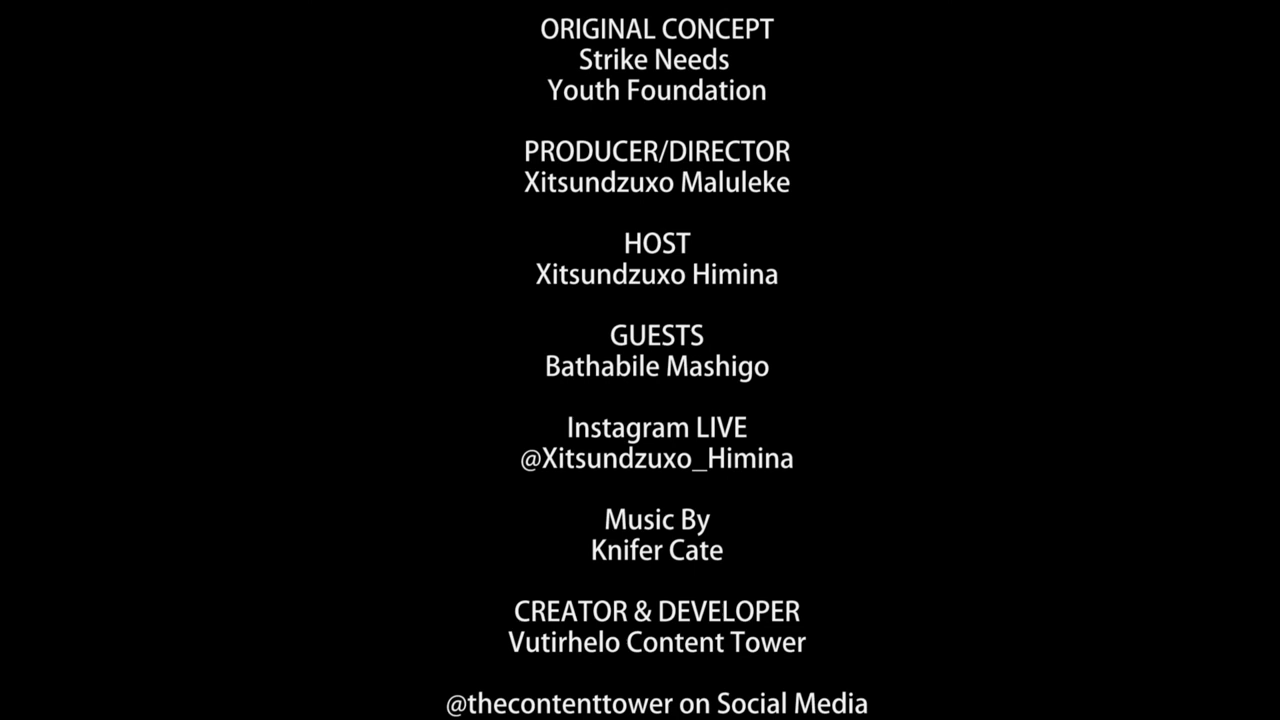 ORIGINAL CONCEPT
Strike Needs
Youth Foundation
PRODUCER/DIRECTOR
Xitsundzuxo Maluleke
HOST
Xitsundzuxo Himina
GUESTS
Bathabile Mashigo
Instagram LIVE
@Xitsundzuxo_Himina
Music By
Knifer Cate
CREATOR & DEVELOPER
Vutirhelo Content Tower
@thecontenttower on Social Media